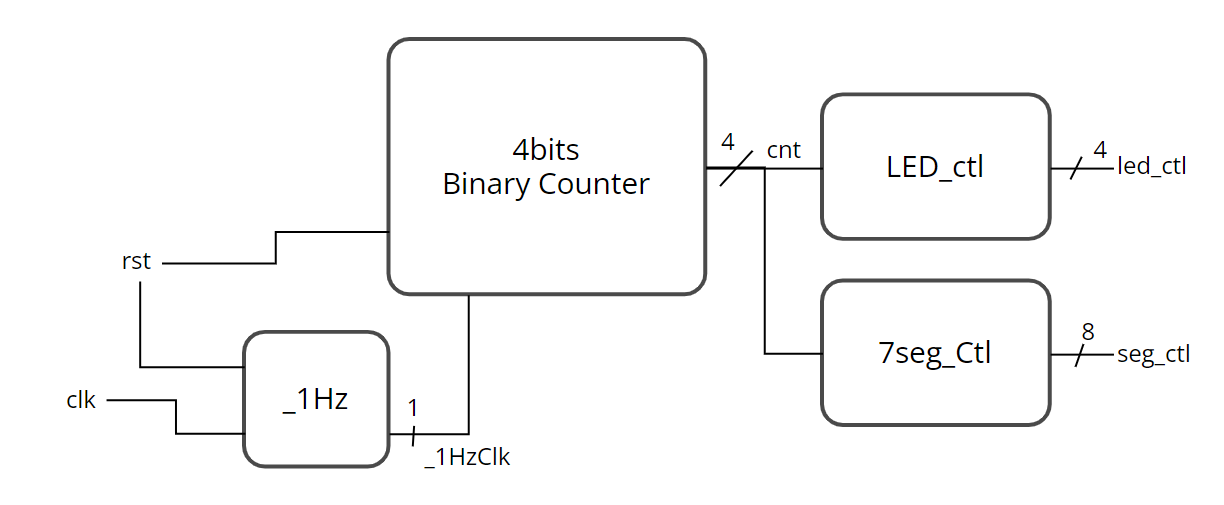 4bits
Binary Counter
4
cnt
LED_ctl
4
led_ctl
rst
7seg_Ctl
8
seg_ctl
clk
_1Hz
1
_1HzClk